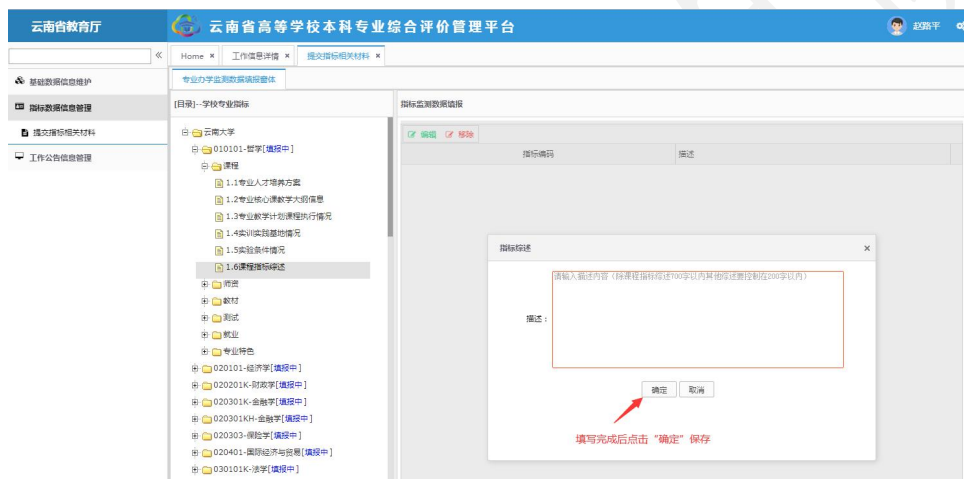 云南省教育厅
云南省高等学校本科专业综合评价管理平台
赵路平
Home × 工作信息详情 × 提交指标相关材料 ×
基础数据信息维护
指标数据信息管理
提交指标相关材料
工作公告信息管理
专业办学监测数据填报窗体
[目录]--学校专业指标
云南大学
010101-哲学[填报中]
课程
1.1专业人才培养方案
1.2专业核心课教学大纲信息
1.3专业教学计划课程执行情况
1.4实训实践基地情况
1.5实验条件情况
1.6课程指标综述
师资
教材
测试
就业
专业特色
020101-经济学[填报中]
020201K-财政学[填报中]
020301K-金融学[填报中]
020301KH-金融学[填报中]
020303-保险学[填报中]
020401-国际经济与贸易[填报中]
030101K-法学[填报中]
指标监测数据填报
编辑 移除
指标编码 描述
指标综述 ×
请输入描述内容（除课程指标综述700字以内其他综述要控制在200字以内）
描述：
确定 取消
填写完成后点击“确定”保存